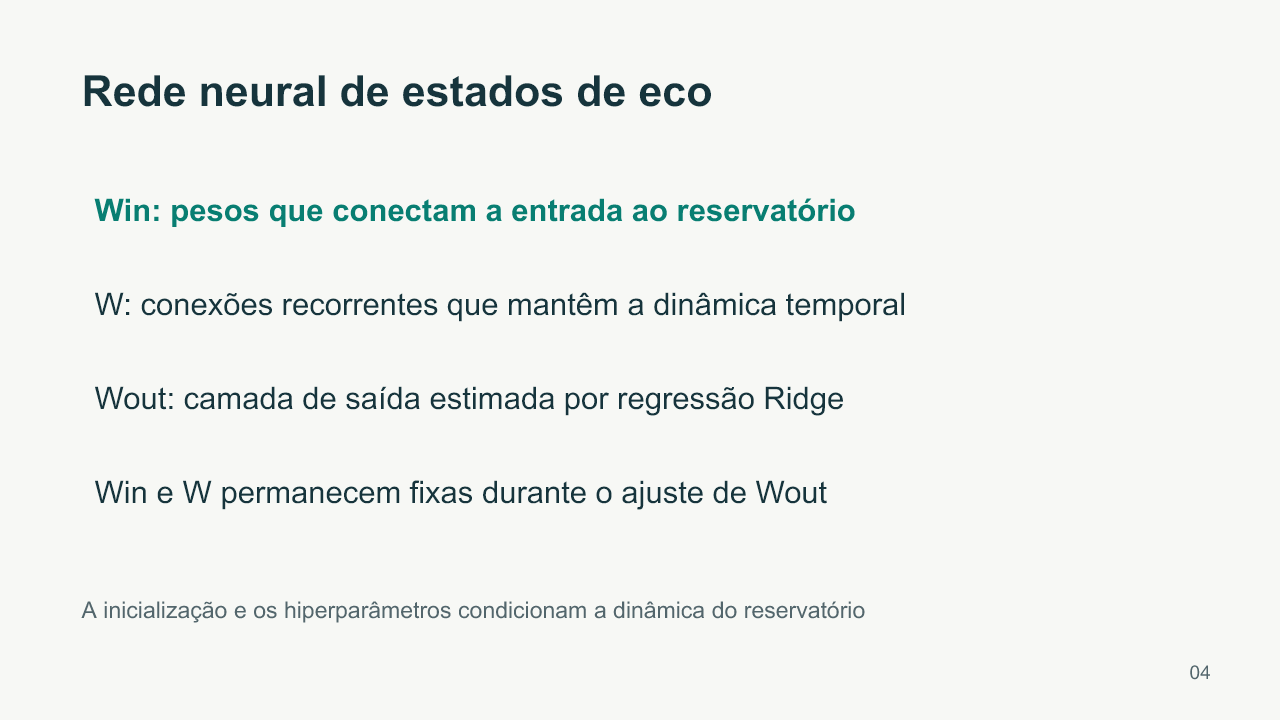 Rede neural de estados de eco
Win: pesos que conectam a entrada ao reservatório
W: conexões recorrentes que mantêm a dinâmica temporal
Wout: camada de saída estimada por regressão Ridge
Win e W permanecem fixas durante o ajuste de Wout
A inicialização e os hiperparâmetros condicionam a dinâmica do reservatório
04